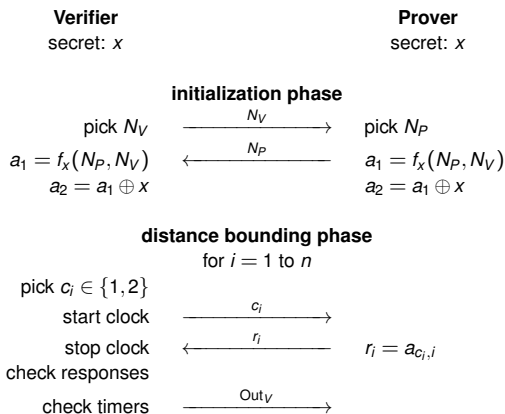 Verifier Prover
secret: x secret: x
initialization phase
pick N_V N_V pick N_P
a_1 = f_x(N_P, N_V) N_P a_1 = f_x(N_P, N_V)
a_2 = a_1 ⊕ x a_2 = a_1 ⊕ x
distance bounding phase
for i = 1 to n
pick c_i ∈ {1,2}
start clock c_i
stop clock r_i r_i = a_{c_i,i}
check responses
check timers Out_V